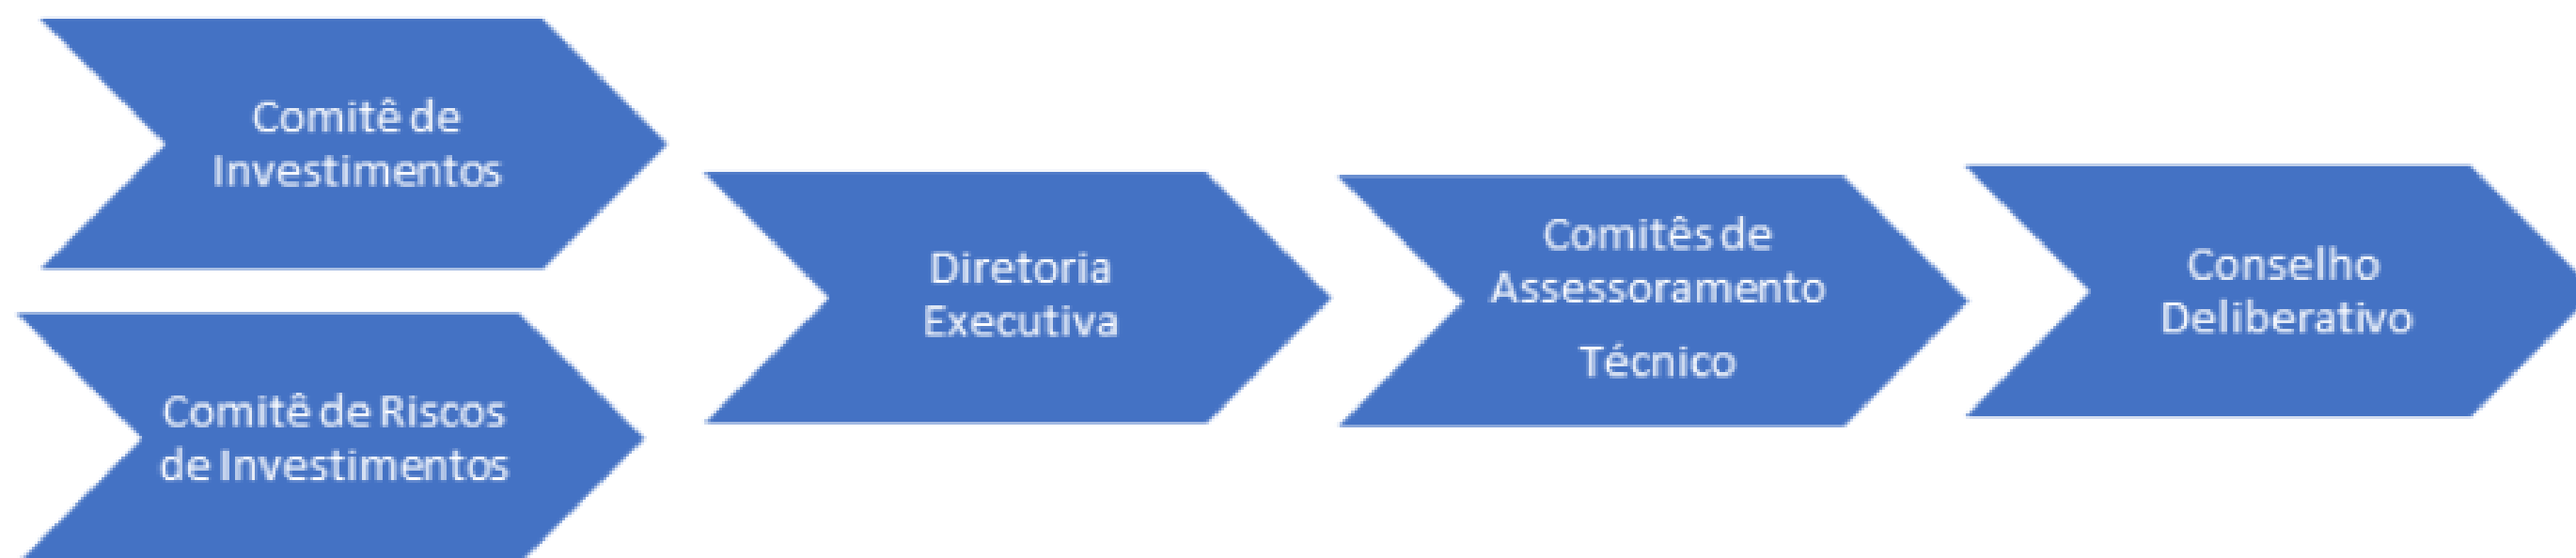 Comitê de
Investimentos
Comitê de Riscos
de Investimentos
Diretoria
Executiva
Comitês de
Assessoramento
Técnico
Conselho
Deliberativo